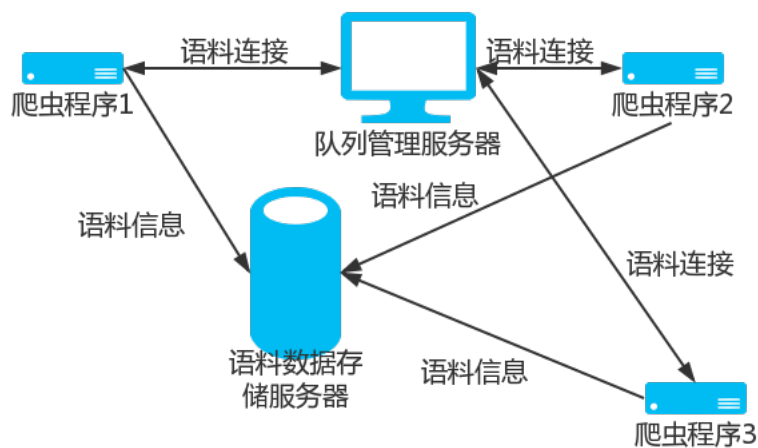 语料连接
语料连接
爬虫程序1
爬虫程序2
队列管理服务器
语料信息
语料信息
语料连接
语料数据存
储服务器
语料信息
爬虫程序3